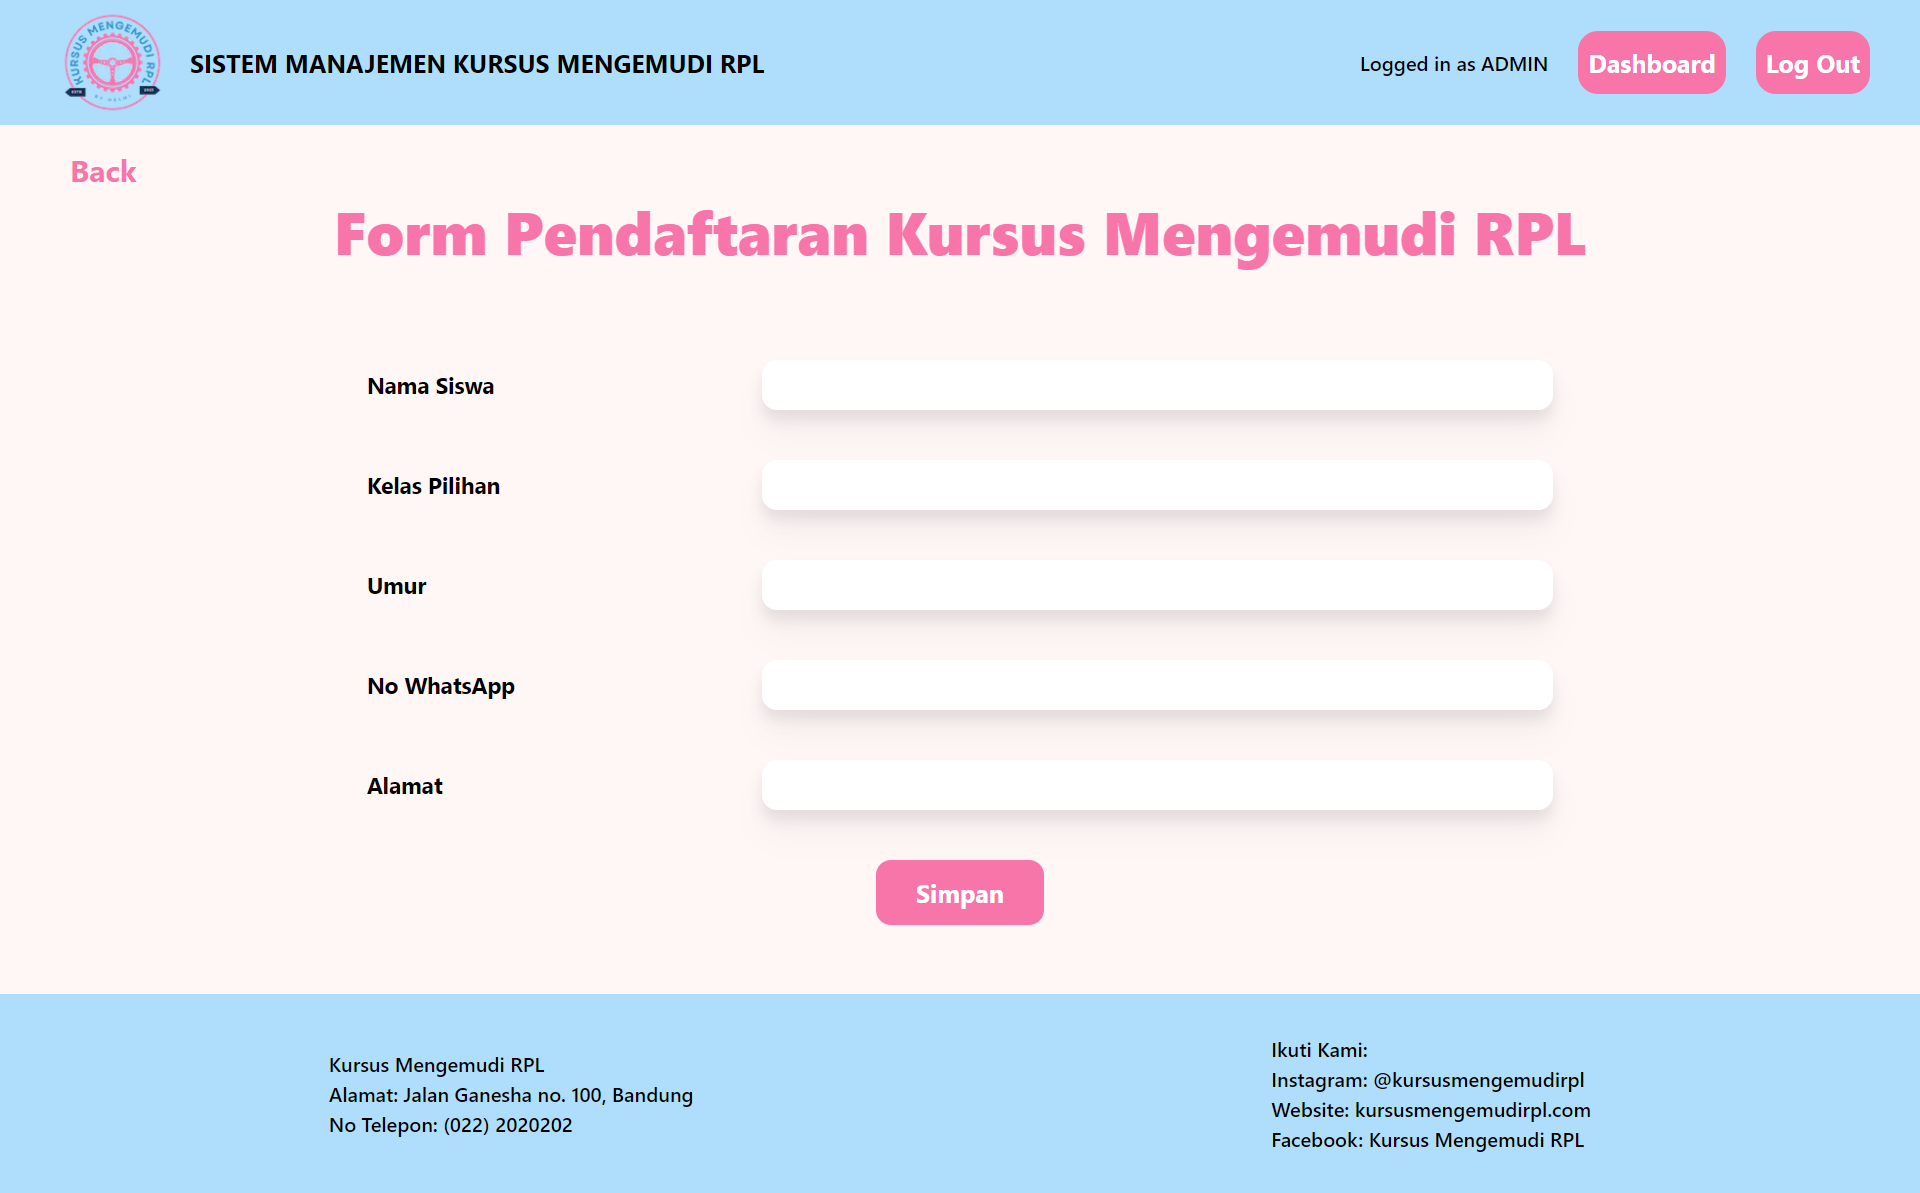 KURSUS MENGEMUDI RPL
SISTEM MANAJEMEN KURSUS MENGEMUDI RPL
Logged in as ADMIN
Dashboard
Log Out
Back
Form Pendaftaran Kursus Mengemudi RPL
Nama Siswa
Kelas Pilihan
Umur
No WhatsApp
Alamat
Simpan
Kursus Mengemudi RPL
Alamat: Jalan Ganesha no. 100, Bandung
No Telepon: (022) 2020202
Ikuti Kami:
Instagram: @kursusmengemudirpl
Website: kursusmengemudirpl.com
Facebook: Kursus Mengemudi RPL